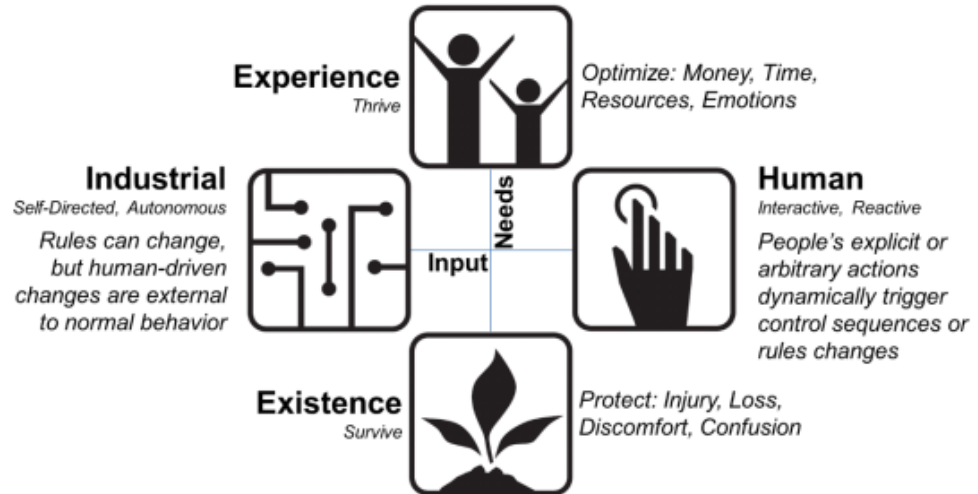 Experience
Thrive
Optimize: Money, Time,
Resources, Emotions
Industrial
Self-Directed, Autonomous
Rules can change,
but human-driven
changes are external
to normal behavior
Needs
Input
Human
Interactive, Reactive
People's explicit or
arbitrary actions
dynamically trigger
control sequences or
rules changes
Existence
Survive
Protect: Injury, Loss,
Discomfort, Confusion